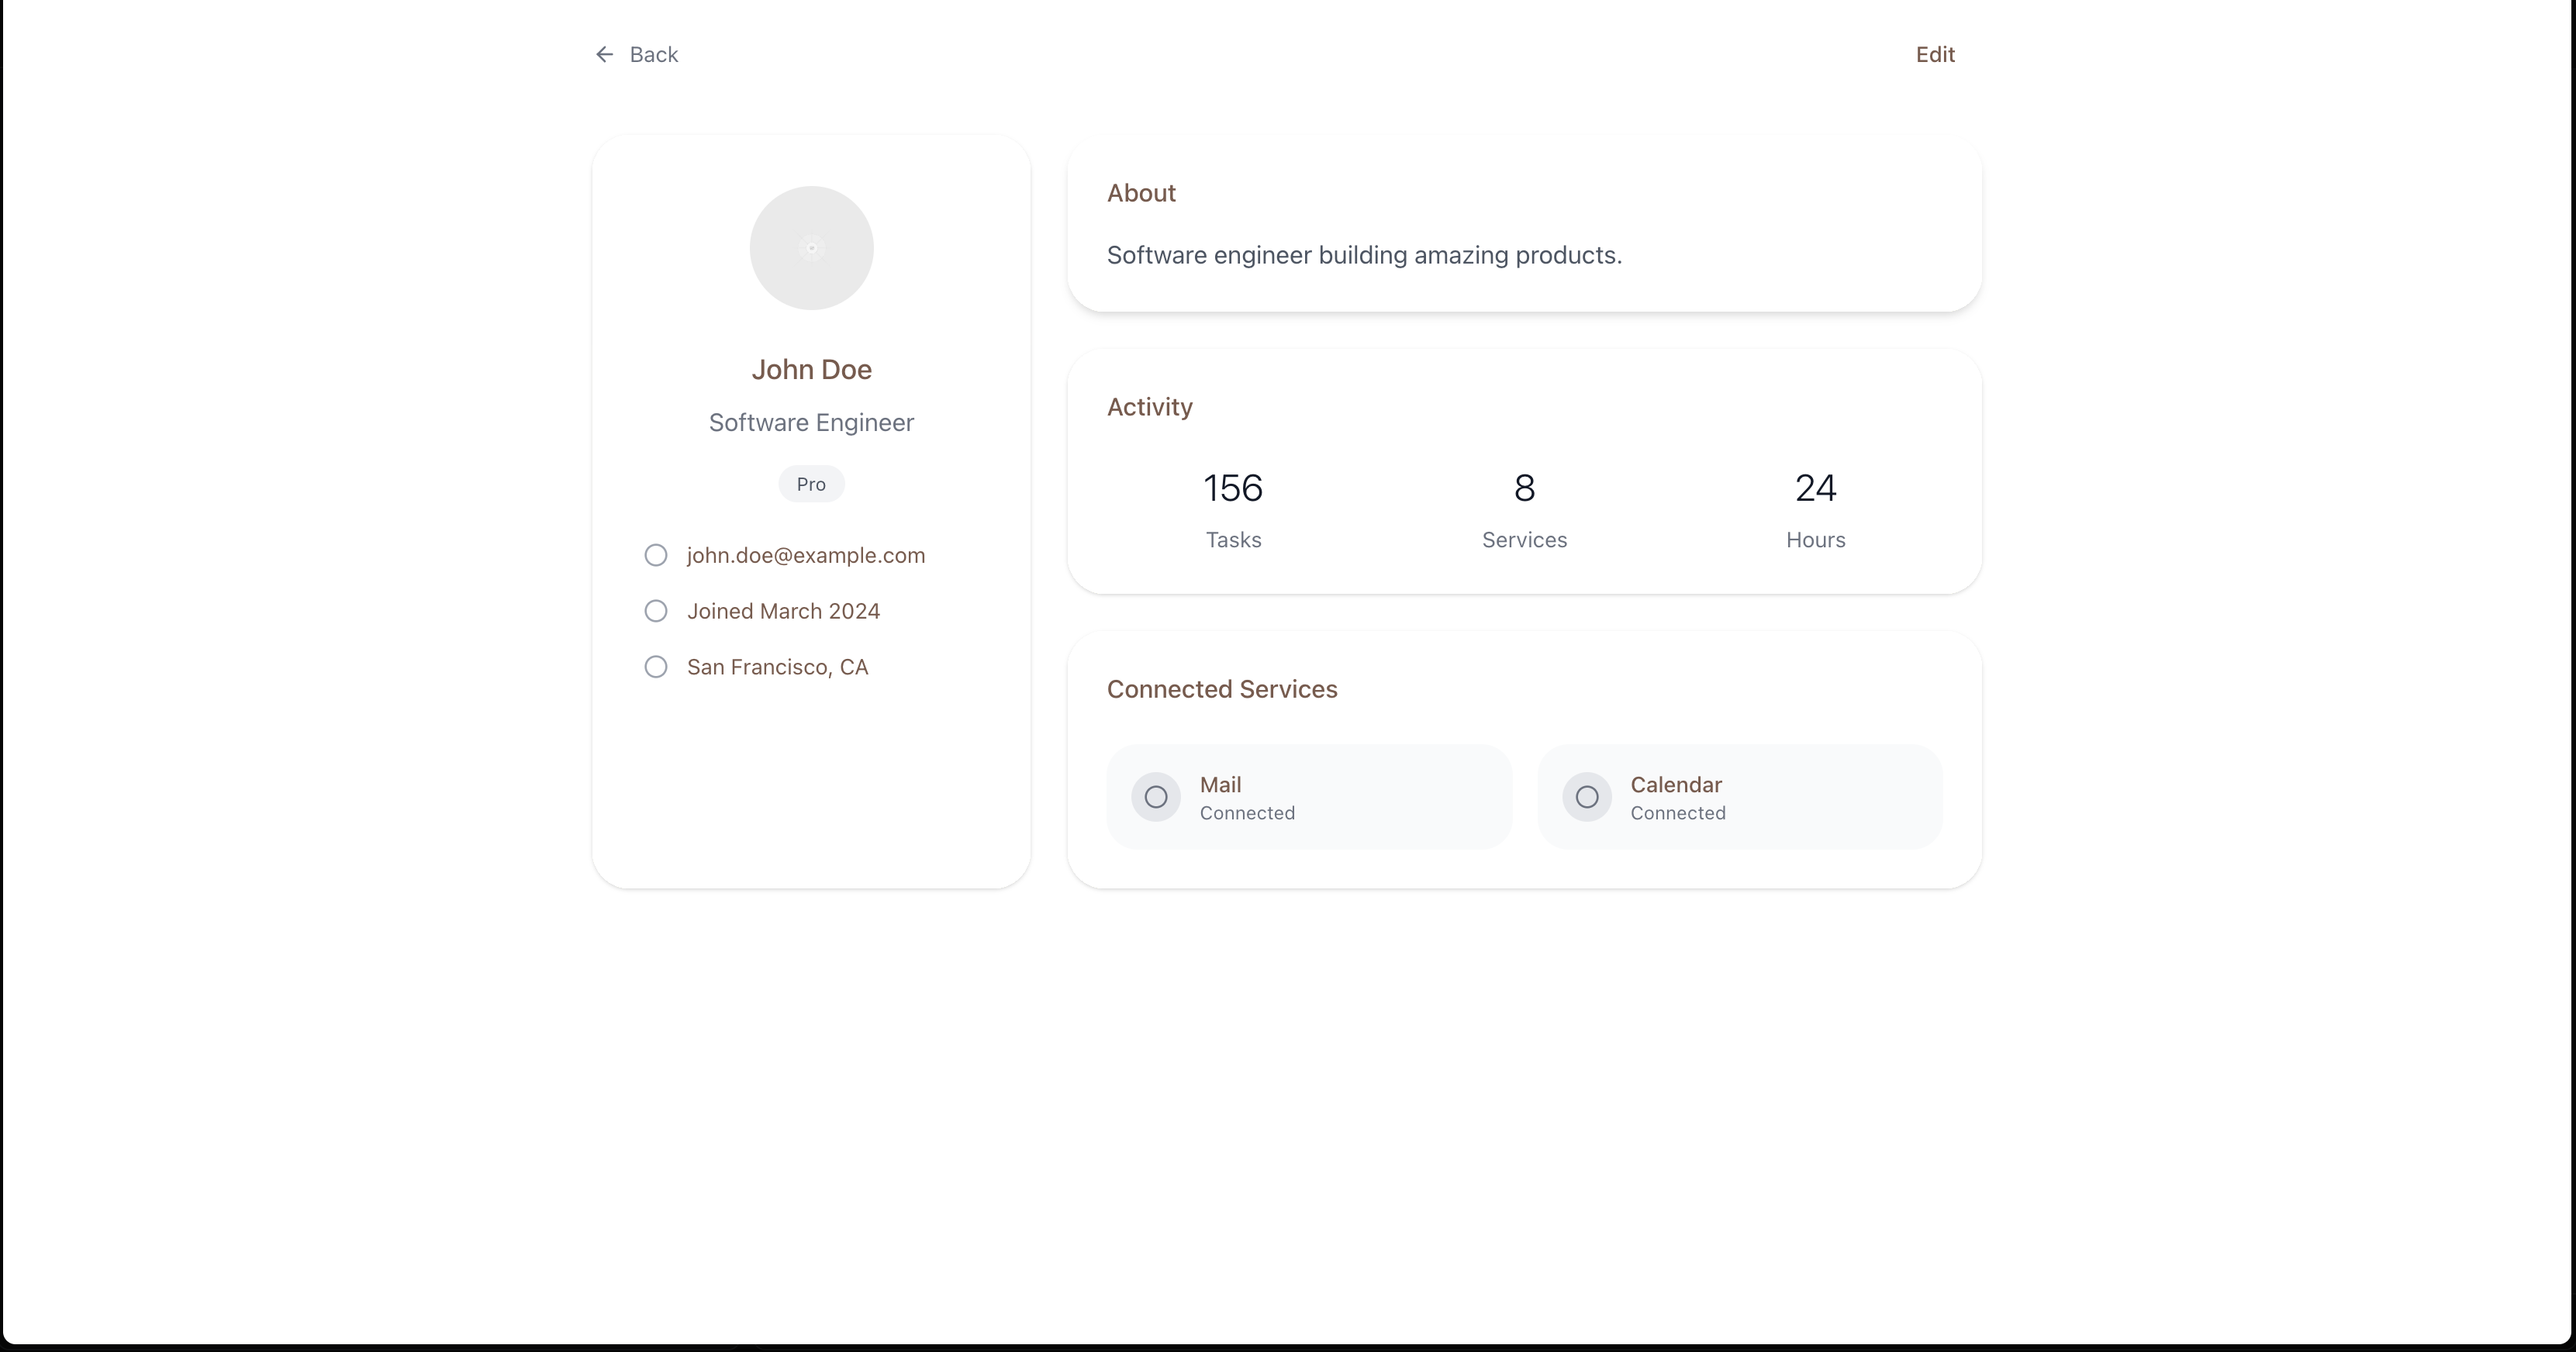 Back
Edit
John Doe
Software Engineer
Pro
john.doe@example.com
Joined March 2024
San Francisco, CA
About
Software engineer building amazing products.
Activity
156
Tasks
8
Services
24
Hours
Connected Services
Mail
Connected
Calendar
Connected